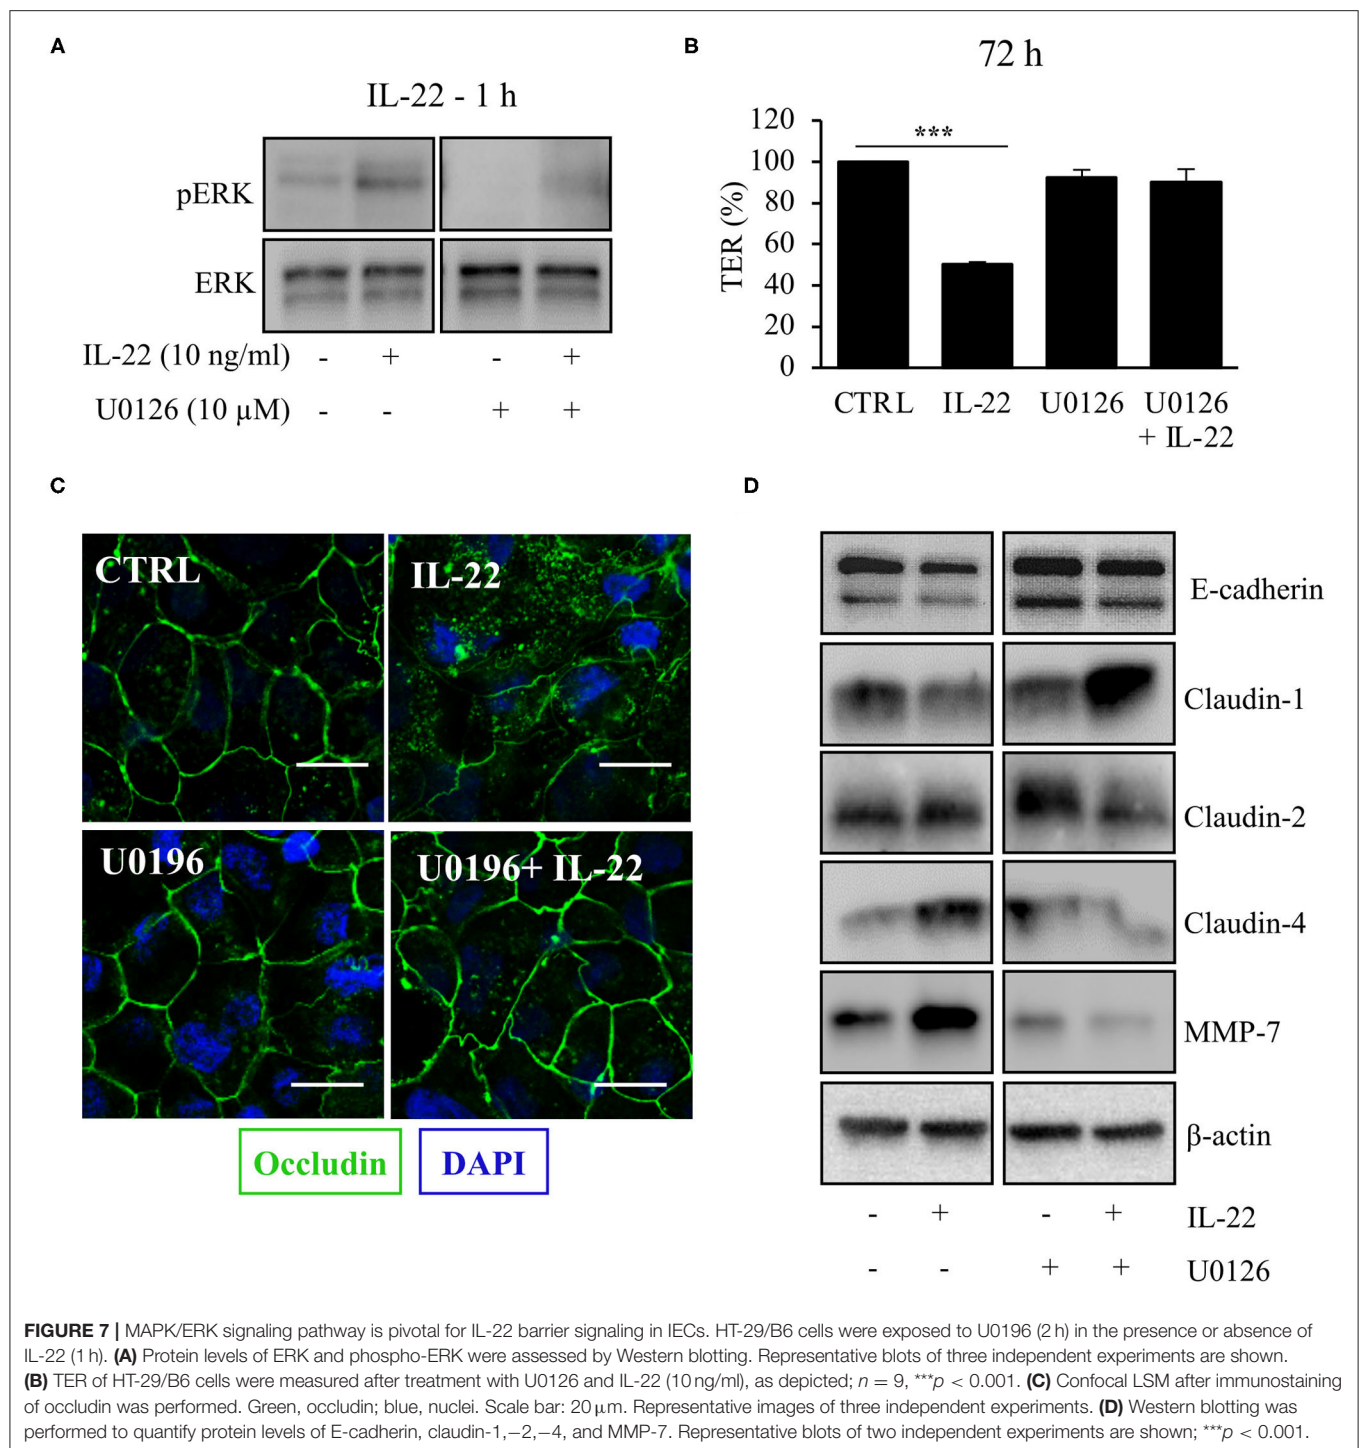 A
IL-22 - 1 h
pERK
ERK
IL-22 (10 ng/ml) - + - +
U0126 (10 µM) - - + +
B
72 h
***
TER (%)
120
100
80
60
40
20
0
CTRL IL-22 U0126 U0126 + IL-22
C
CTRL
IL-22
U0196
U0196+ IL-22
Occludin DAPI
D
E-cadherin
Claudin-1
Claudin-2
Claudin-4
MMP-7
β-actin
- + - + IL-22
- - + + U0126
FIGURE 7 | MAPK/ERK signaling pathway is pivotal for IL-22 barrier signaling in IECs. HT-29/B6 cells were exposed to U0196 (2 h) in the presence or absence of
IL-22 (1 h). (A) Protein levels of ERK and phospho-ERK were assessed by Western blotting. Representative blots of three independent experiments are shown.
(B) TER of HT-29/B6 cells were measured after treatment with U0126 and IL-22 (10 ng/ml), as depicted; n = 9, ***p < 0.001. (C) Confocal LSM after immunostaining
of occludin was performed. Green, occludin; blue, nuclei. Scale bar: 20 µm. Representative images of three independent experiments. (D) Western blotting was
performed to quantify protein levels of E-cadherin, claudin-1,−2,−4, and MMP-7. Representative blots of two independent experiments are shown; ***p < 0.001.